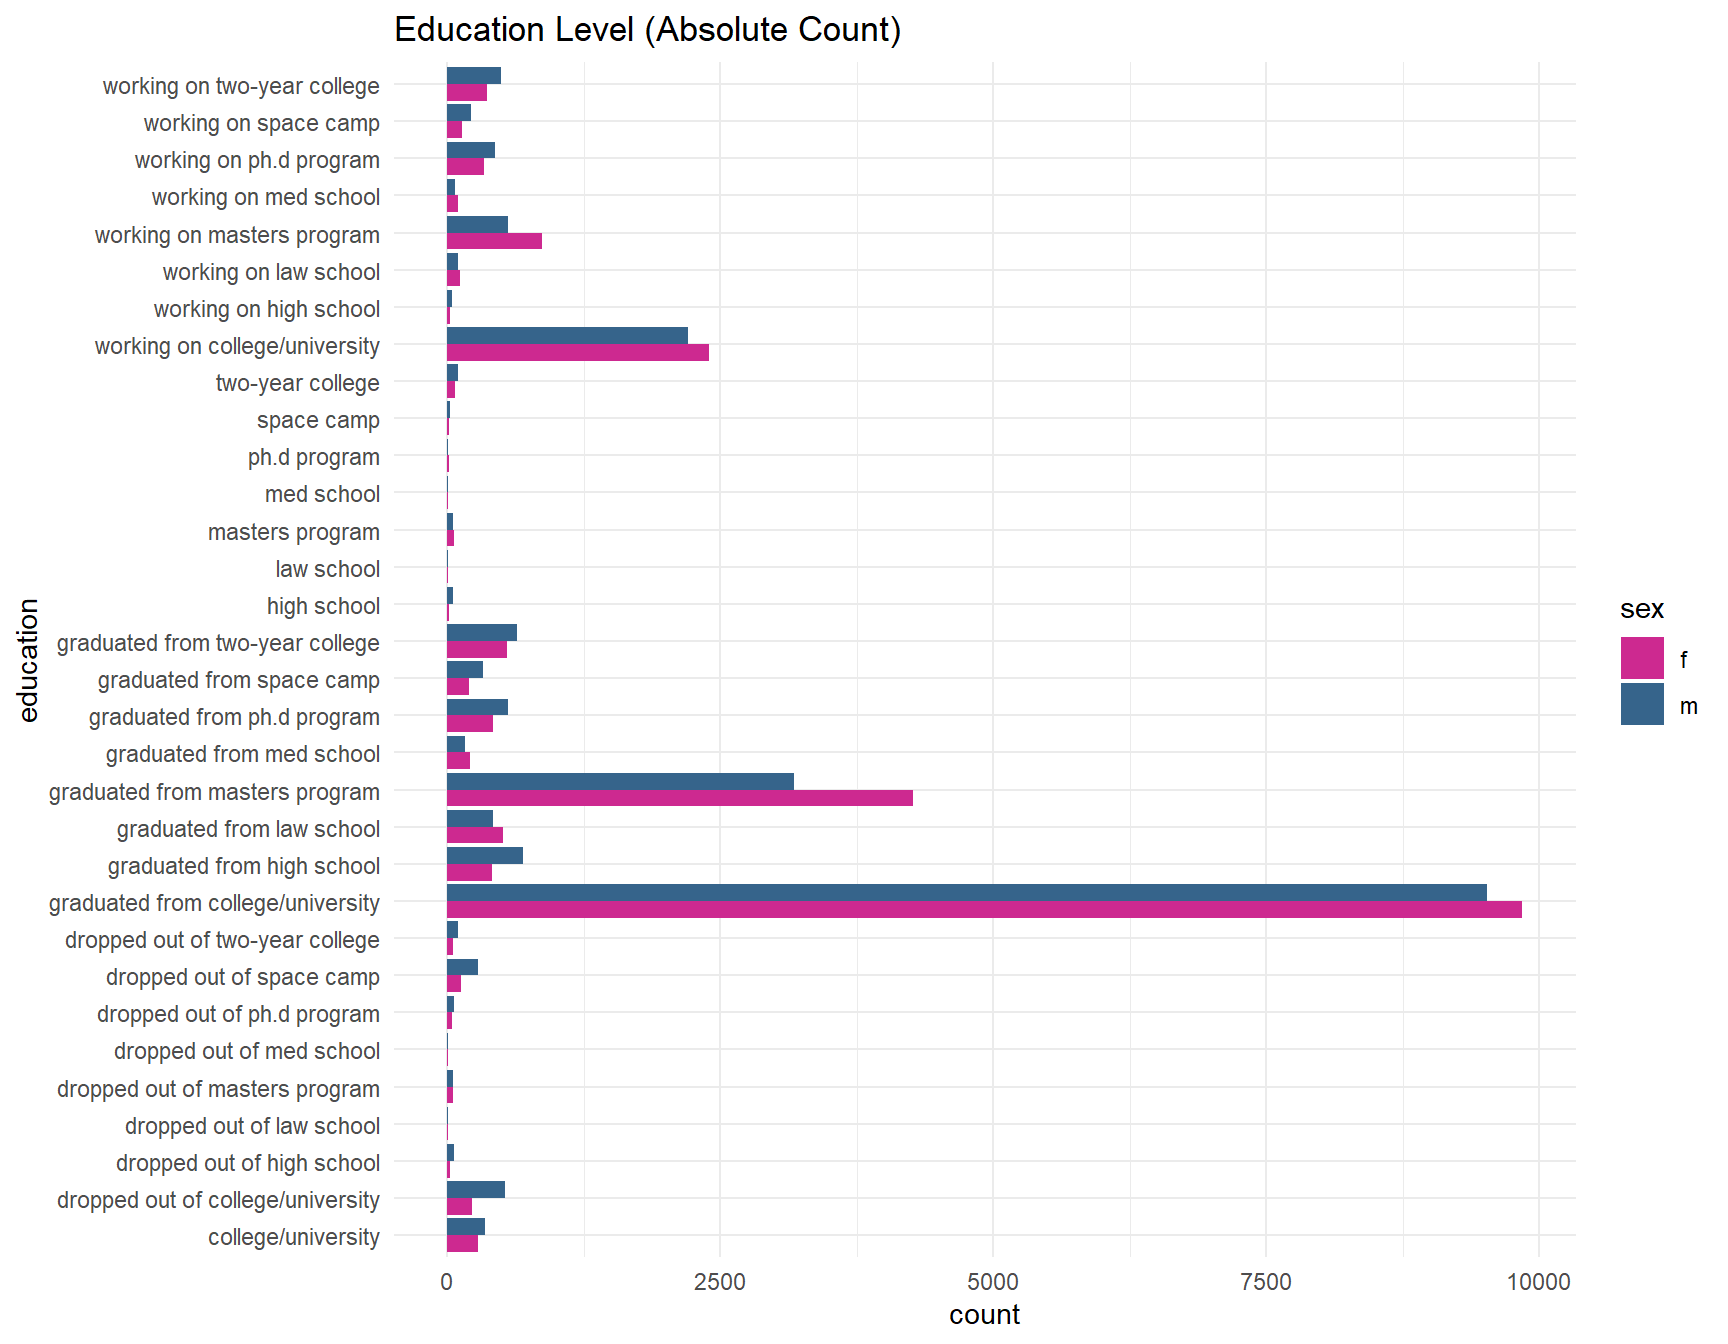 Education Level (Absolute Count)
working on two-year college
working on space camp
working on ph.d program
working on med school
working on masters program
working on law school
working on high school
working on college/university
two-year college
space camp
ph.d program
med school
masters program
law school
high school
graduated from two-year college
graduated from space camp
graduated from ph.d program
graduated from med school
graduated from masters program
graduated from law school
graduated from high school
graduated from college/university
dropped out of two-year college
dropped out of space camp
dropped out of ph.d program
dropped out of med school
dropped out of masters program
dropped out of law school
dropped out of high school
dropped out of college/university
college/university
education
0 2500 5000 7500 10000
count
sex
f
m